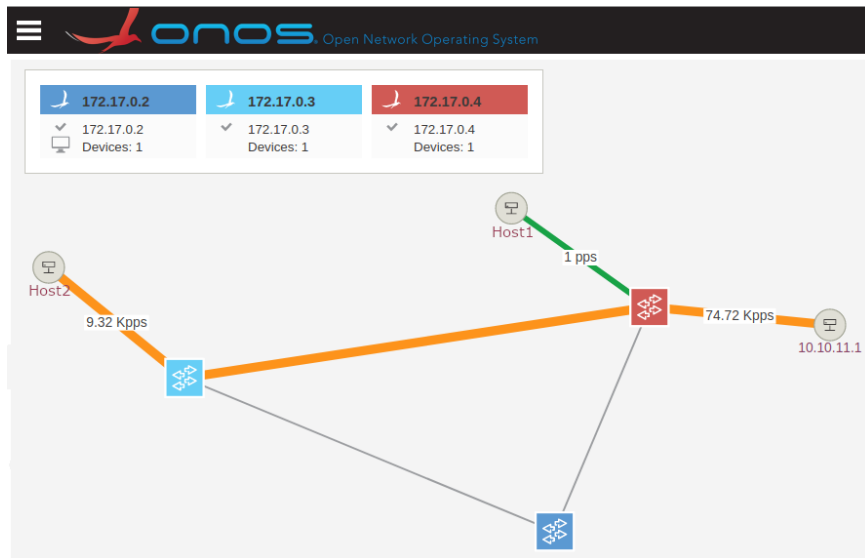 onos. Open Network Operating System
172.17.0.2 172.17.0.3 172.17.0.4
172.17.0.2 172.17.0.3 172.17.0.4
Devices: 1 Devices: 1 Devices: 1
Host1
1 pps
Host2
9.32 Kpps
74.72 Kpps
10.10.11.1